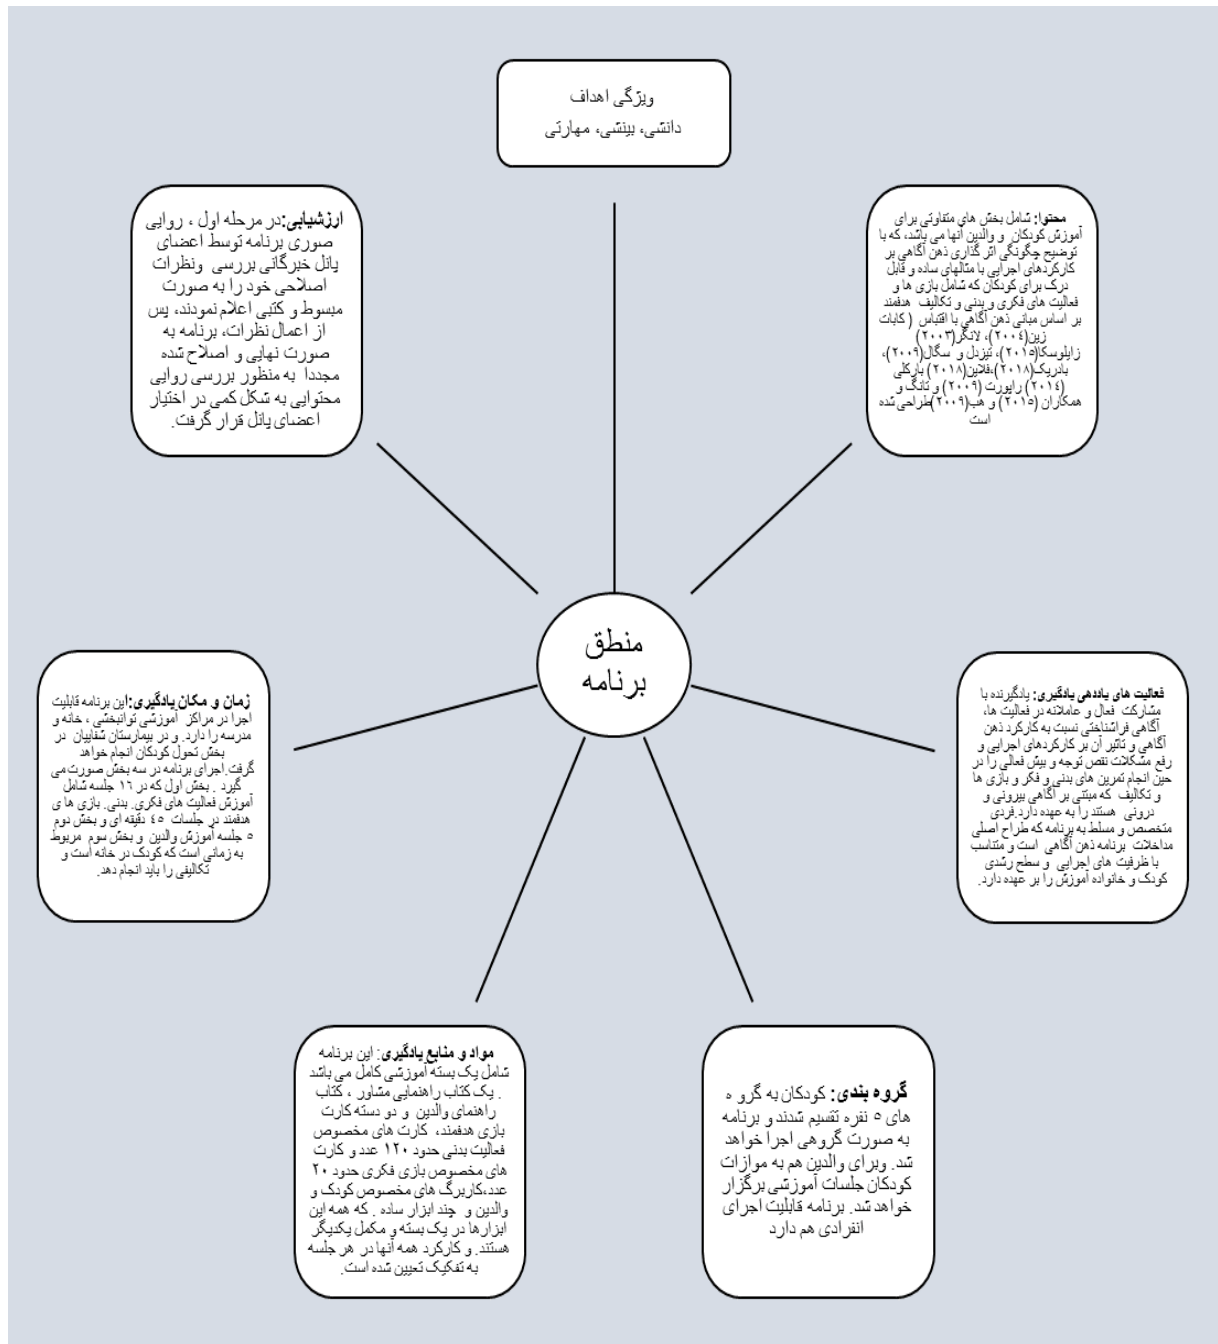 ویژگی اهداف
دانشی، بینشی، مهارتی
محتوا: شامل بخش های متفاوتی برای
آموزش کودکان و والدین آنها می باشد، که با
توضیح چگونگی اثر گذاری ذهن آگاهی بر
کارکردهای اجرایی با مثالهای ساده و قابل
درک برای کودکان که شامل بازی ها و
فعالیت های فکری و بدنی و تکالیف هدفمند
بر اساس مبانی ذهن آگاهی با اقتباس ( کابات
زین(۲۰۰٤)، لانگر(۲۰۰۳)
زایلوسکا(۲۰۱٥)، تیزدل و سگال(۲۰۰۹)،
بادریک(۲۰۱۸)،فلاین(۲۰۱۸) بارکلی
(۲۰۱٤) راپورت (۲۰۰۹) و تانگ و
همکاران (۲۰۱٥) و هب(۲۰۰۹)طراحی شده
است
فعالیت های یاددهی یادگیری: یادگیرنده با
مشارکت فعال و عاملانه در فعالیت ها،
آگاهی فراشناختی نسبت به کارکرد ذهن
آگاهی و تاثیر آن بر کارکردهای اجرایی و
رفع مشکلات نقص توجه و بیش فعالی را در
حین انجام تمرین های بدنی و فکر و بازی ها
و تکالیف که مبتنی بر آگاهی بیرونی و
درونی هستند را به عهده دارد.فردی
متخصص و مسلط به برنامه که طراح اصلی
مداخلات برنامه ذهن آگاهی است و متناسب
با ظرفیت های اجرایی و سطح رشدی
کودک و خانواده آموزش را بر عهده دارد.
گروه بندی: کودکان به گرو ه
های ٥ نفره تقسیم شدند و برنامه
به صورت گروهی اجرا خواهد
شد. وبرای والدین هم به موازات
کودکان جلسات آموزشی برگزار
خواهد شد. برنامه قابلیت اجرای
انفرادی هم دارد
مواد و منابع یادگیری: این برنامه
شامل یک بسته آموزشی کامل می باشد
. یک کتاب راهنمایی مشاور ، کتاب
راهنمای والدین و دو دسته کارت
بازی هدفمند، کارت های مخصوص
فعالیت بدنی حدود ۱۲۰ عدد و کارت
های مخصوص بازی فکری حدود ۲۰
عدد،کاربرگ های مخصوص کودک و
والدین و چند ابزار ساده . که همه این
ابزارها در یک بسته و مکمل یکدیگر
هستند. و کارکرد همه آنها در هر جلسه
به تفکیک تعیین شده است.
زمان و مکان یادگیری:این برنامه قابلیت
اجرا در مراکز آموزشی توانبخشی ، خانه و
مدرسه را دارد. و در بیمارستان شفاییان در
بخش تحول کودکان انجام خواهد
گرفت.اجرای برنامه در سه بخش صورت می
گیرد . بخش اول که در ۱٦ جلسه شامل
آموزش فعالیت های فکری. بدنی. بازی ها ی
هدفمند در جلسات ٤٥ دقیقه ای و بخش دوم
٥ جلسه آموزش والدین و بخش سوم مربوط
به زمانی است که کودک در خانه است و
تکالیفی را باید انجام دهد.
ارزشیابی:در مرحله اول ، روایی
صوری برنامه توسط اعضای
پانل خبرگانی بررسی ونظرات
اصلاحی خود را به صورت
مبسوط و کتبی اعلام نمودند، پس
از اعمال نظرات، برنامه به
صورت نهایی و اصلاح شده
مجددا به منظور بررسی روایی
محتوایی به شکل کمی در اختیار
اعضای پانل قرار گرفت.
منطق
برنامه